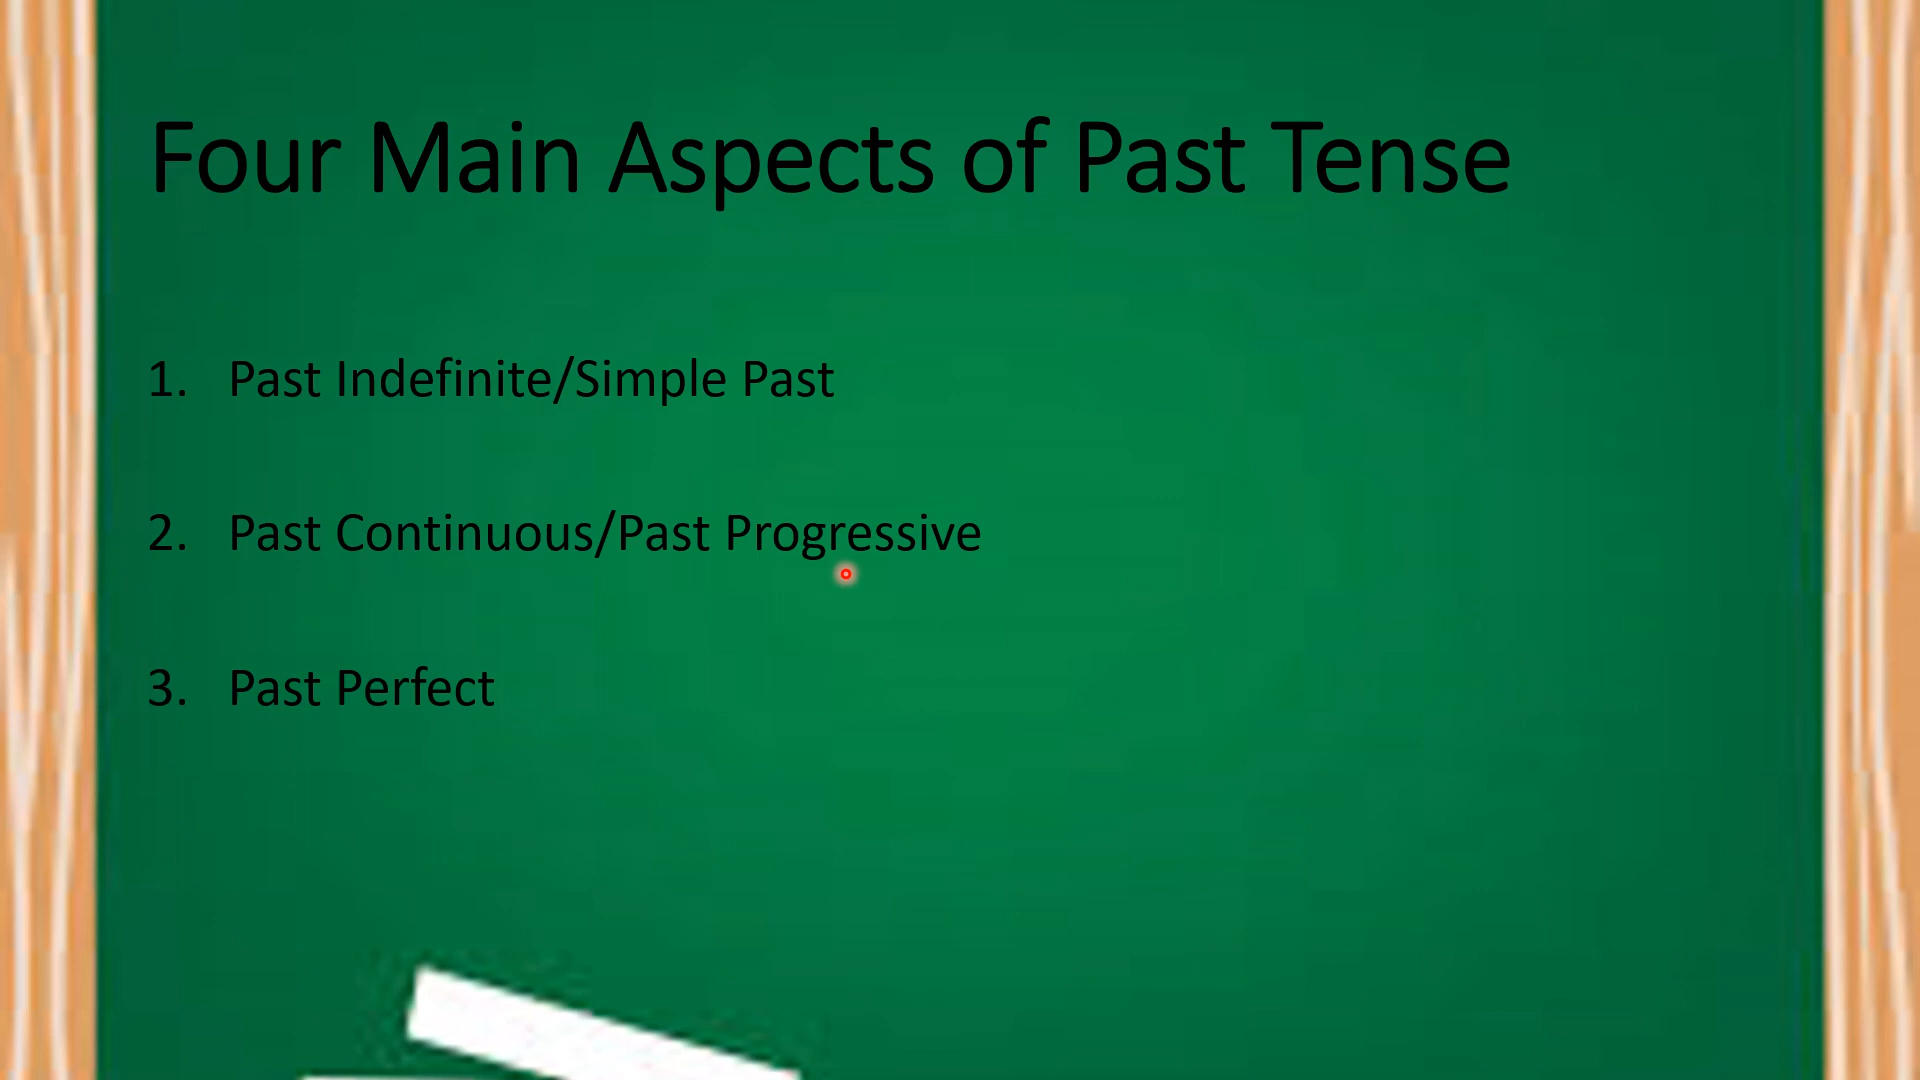 Four Main Aspects of Past Tense
1. Past Indefinite/Simple Past
2. Past Continuous/Past Progressive
3. Past Perfect